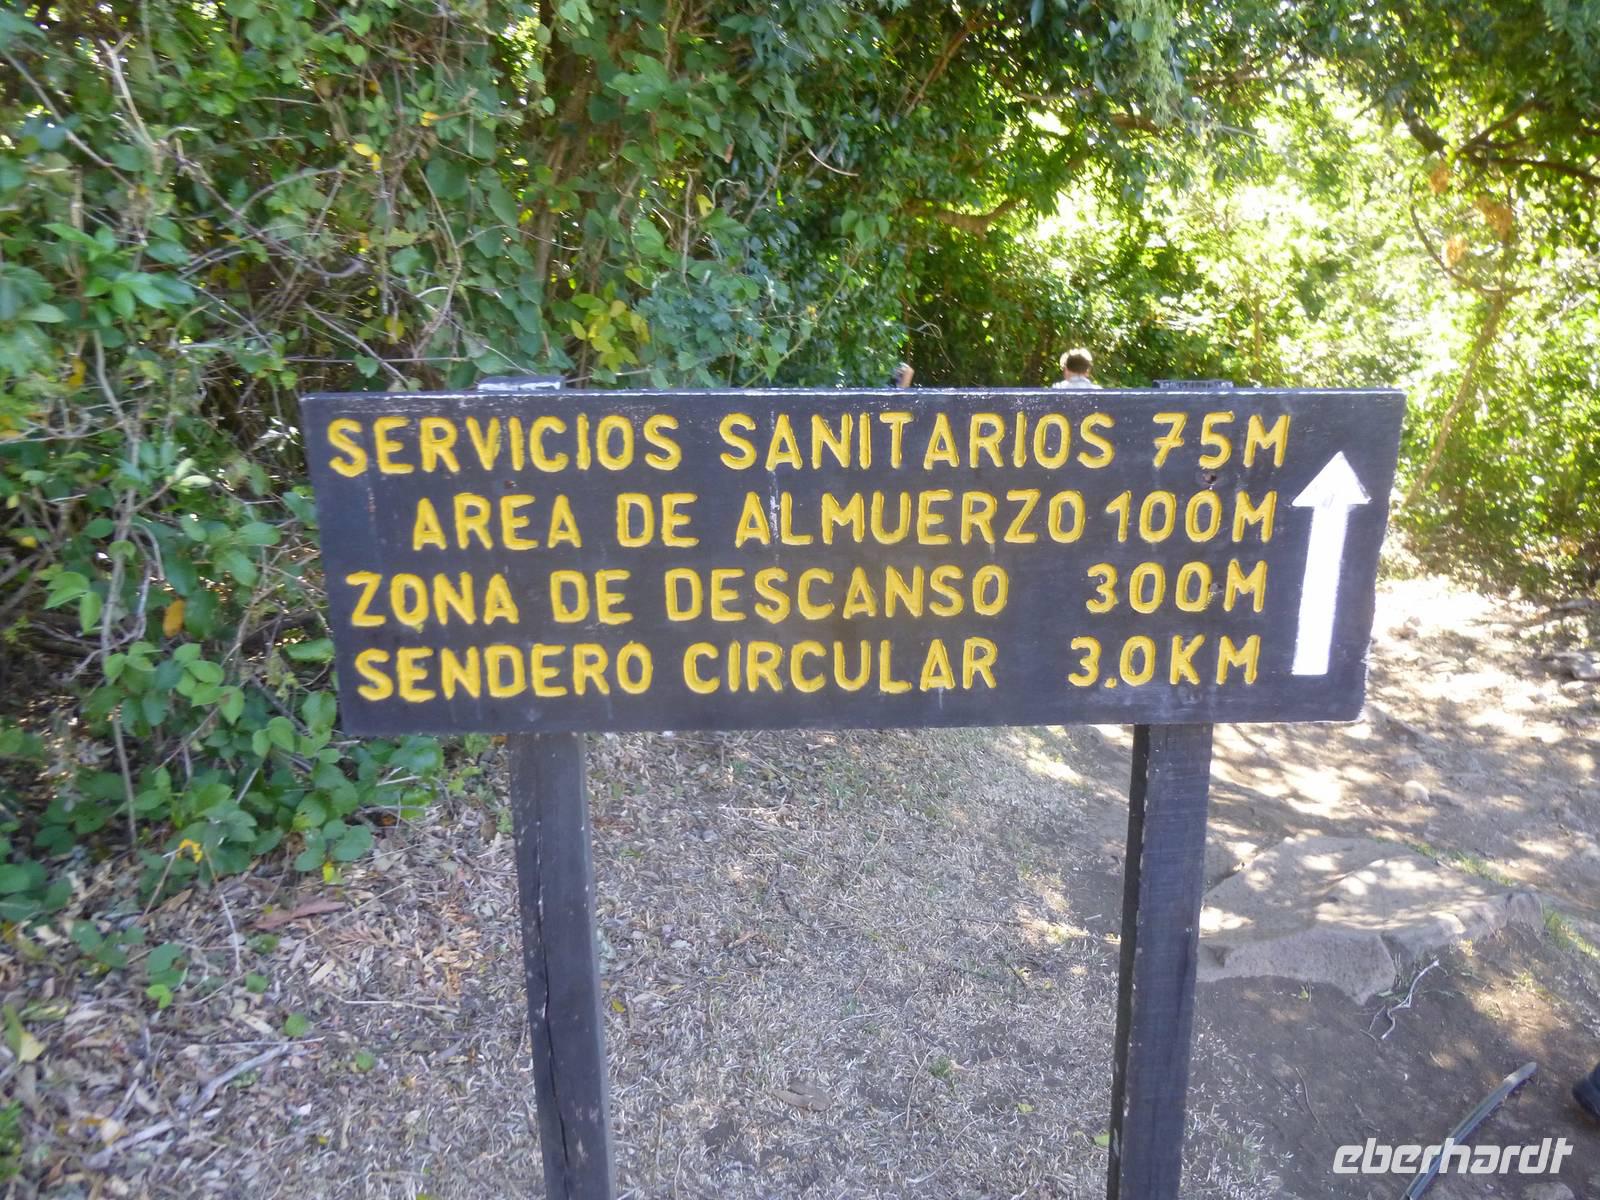 SERVICIOS SANITARIOS 75M
AREA DE ALMUERZO 100M
ZONA DE DESCANSO 300M
SENDERO CIRCULAR 3.0KM
eberhardt